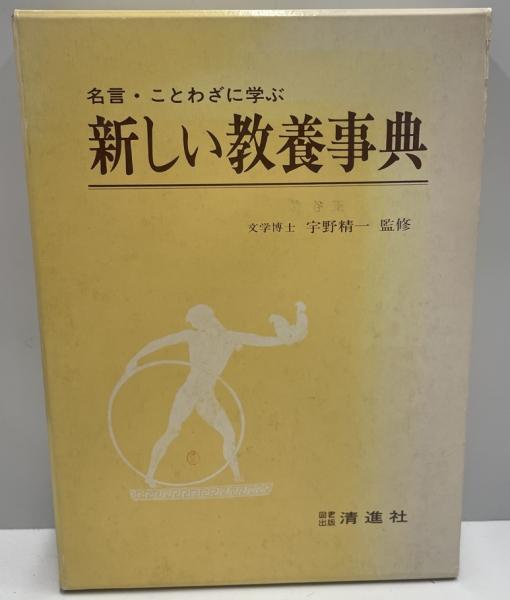 名言・ことわざに学ぶ
新しい教養事典
文学博士 宇野精一 監修
図書出版 清進社